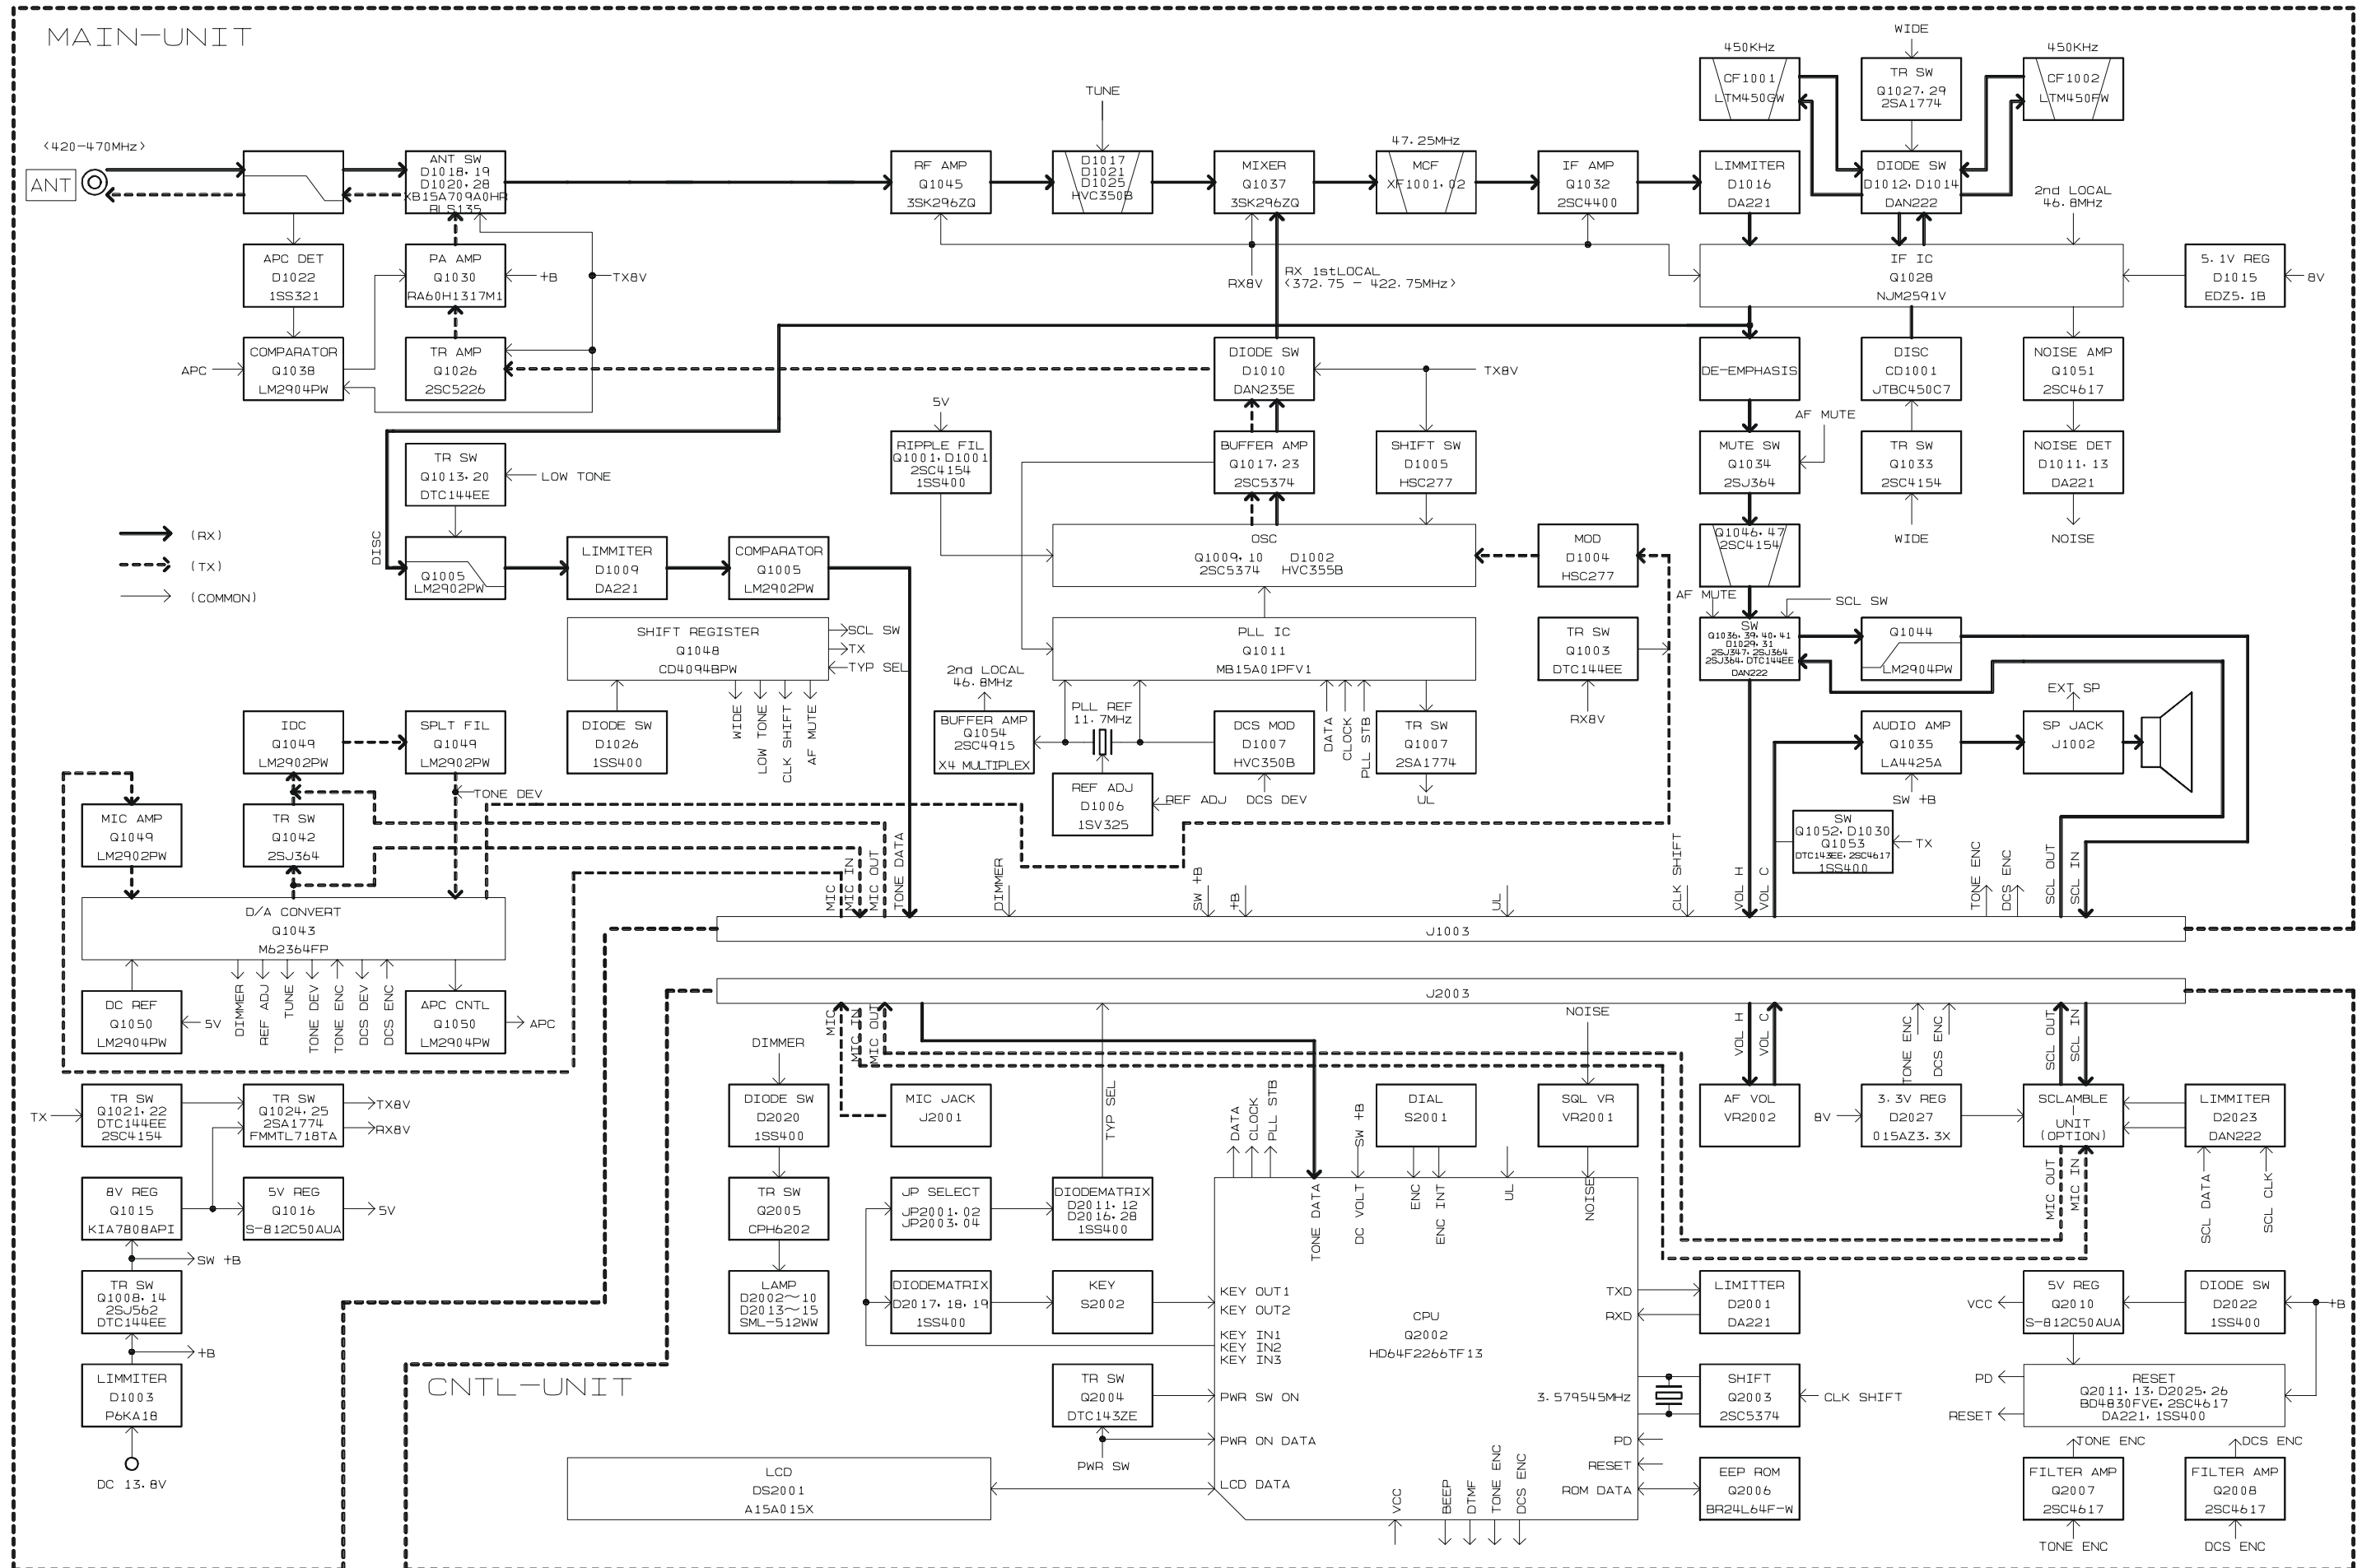 MAIN-UNIT
<420-470MHz>
ANT
ANT SW
D1018, 19
D1020, 28
XB15A709A0HR
RLS135
RF AMP
Q1045
3SK296ZQ
TUNE
D1017
D1021
D1025
HVC350B
MIXER
Q1037
3SK296ZQ
47.25MHz
MCF
XF1001,02
IF AMP
Q1032
2SC4400
LIMMITER
D1016
DA221
450KHz
CF1001
LTM450GW
WIDE
TR SW
Q1027,29
2SA1774
450KHz
CF1002
LTM450FW
DIODE SW
D1012, D1014
DAN222
2nd LOCAL
46.8MHz
APC DET
D1022
1SS321
PA AMP
Q1030
RA60H1317M1
+B
TX8V
RX8V
RX 1stLOCAL
<372.75 - 422.75MHz>
IF IC
Q1028
NJM2591V
5.1V REG
D1015
EDZ5.1B
8V
APC
COMPARATOR
Q1038
LM2904PW
TR AMP
Q1026
2SC5226
DIODE SW
D1010
DAN235E
TX8V
DE-EMPHASIS
DISC
CD1001
JTBC450C7
NOISE AMP
Q1051
2SC4617
AF MUTE
5V
RIPPLE FIL
Q1001, D1001
2SC4154
1SS400
BUFFER AMP
Q1017,23
2SC5374
SHIFT SW
D1005
HSC277
MUTE SW
Q1034
2SJ364
TR SW
Q1033
2SC4154
WIDE
NOISE DET
D1011,13
DA221
NOISE
TR SW
Q1013,20
DTC144EE
LOW TONE
(RX)
(TX)
(COMMON)
DISC
Q1005
LM2902PW
LIMMITER
D1009
DA221
COMPARATOR
Q1005
LM2902PW
OSC
Q1009,10 D1002
2SC5374 HVC355B
MOD
D1004
HSC277
Q1046,47
2SC4154
AF MUTE
SCL SW
SHIFT REGISTER
Q1048
CD4094BPW
SCL SW
TX
TYP SEL
PLL IC
Q1011
MB15A01PFV1
TR SW
Q1003
DTC144EE
RX8V
SW
Q1036,39,40,41
D1029,31
2SJ347,2SJ364
2SJ364,DTC144EE
DAN222
Q1044
LM2904PW
WIDE
LOW TONE
CLK SHIFT
AF MUTE
2nd LOCAL
46.8MHz
PLL REF
11.7MHz
DATA
CLOCK
PLL STB
EXT SP
IDC
Q1049
LM2902PW
SPLT FIL
Q1049
LM2902PW
DIODE SW
D1026
1SS400
BUFFER AMP
Q1054
2SC4915
X4 MULTIPLEX
DCS MOD
D1007
HVC350B
TR SW
Q1007
2SA1774
UL
AUDIO AMP
Q1035
LA4425A
SP JACK
J1002
TONE DEV
REF ADJ
D1006
1SV325
REF ADJ
DCS DEV
SW +B
MIC AMP
Q1049
LM2902PW
TR SW
Q1042
2SJ364
SW
Q1052, D1030
Q1053
DTC143EE,2SC4617
1SS400
TX
MIC
MIC IN
MIC OUT
TONE DATA
DIMMER
SW +B
+B
UL
CLK SHIFT
VOL H
VOL C
TONE ENC
DCS ENC
SCL OUT
SCL IN
D/A CONVERT
Q1043
M62364FP
J1003
J2003
DC REF
Q1050
LM2904PW
5V
DIMMER
REF ADJ
TUNE
TONE DEV
TONE ENC
DCS DEV
DCS ENC
APC CNTL
Q1050
LM2904PW
APC
MIC
MIC IN
MIC OUT
NOISE
VOL H
VOL C
TONE ENC
DCS ENC
SCL OUT
SCL IN
DIMMER
TX
TR SW
Q1021,22
DTC144EE
2SC4154
TR SW
Q1024,25
2SA1774
FMMTL718TA
TX8V
RX8V
DIODE SW
D2020
1SS400
MIC JACK
J2001
TYP SEL
DATA
CLOCK
PLL STB
SW +B
DIAL
S2001
SQL VR
VR2001
AF VOL
VR2002
8V
3.3V REG
D2027
015AZ3.3X
SCLAMBLE
UNIT
(OPTION)
LIMMITER
D2023
DAN222
8V REG
Q1015
KIA7808API
5V REG
Q1016
S-812C50AUA
5V
TR SW
Q2005
CPH6202
JP SELECT
JP2001,02
JP2003,04
DIODEMATRIX
D2011,12
D2016,28
1SS400
TONE DATA
DC VOLT
ENC
ENC INT
UL
NOISE
MIC OUT
MIC IN
SCL DATA
SCL CLK
SW +B
TR SW
Q1008,14
2SJ562
DTC144EE
+B
LAMP
D2002~10
D2013~15
SML-512WW
DIODEMATRIX
D2017,18,19
1SS400
KEY
S2002
KEY OUT1
KEY OUT2
KEY IN1
KEY IN2
KEY IN3
CPU
Q2002
HD64F2266TF13
TXD
RXD
LIMITTER
D2001
DA221
VCC
5V REG
Q2010
S-812C50AUA
DIODE SW
D2022
1SS400
+B
LIMMITER
D1003
P6KA18
CNTL-UNIT
TR SW
Q2004
DTC143ZE
PWR SW ON
3.579545MHz
SHIFT
Q2003
2SC5374
CLK SHIFT
PD
RESET
RESET
Q2011,13,D2025,26
BD4830FVE,2SC4617
DA221,1SS400
DC 13.8V
PWR SW
PWR ON DATA
PD
RESET
TONE ENC
DCS ENC
LCD
DS2001
A15A015X
LCD DATA
VCC
BEEP
DTMF
TONE ENC
DCS ENC
ROM DATA
EEP ROM
Q2006
BR24L64F-W
FILTER AMP
Q2007
2SC4617
FILTER AMP
Q2008
2SC4617
TONE ENC
DCS ENC